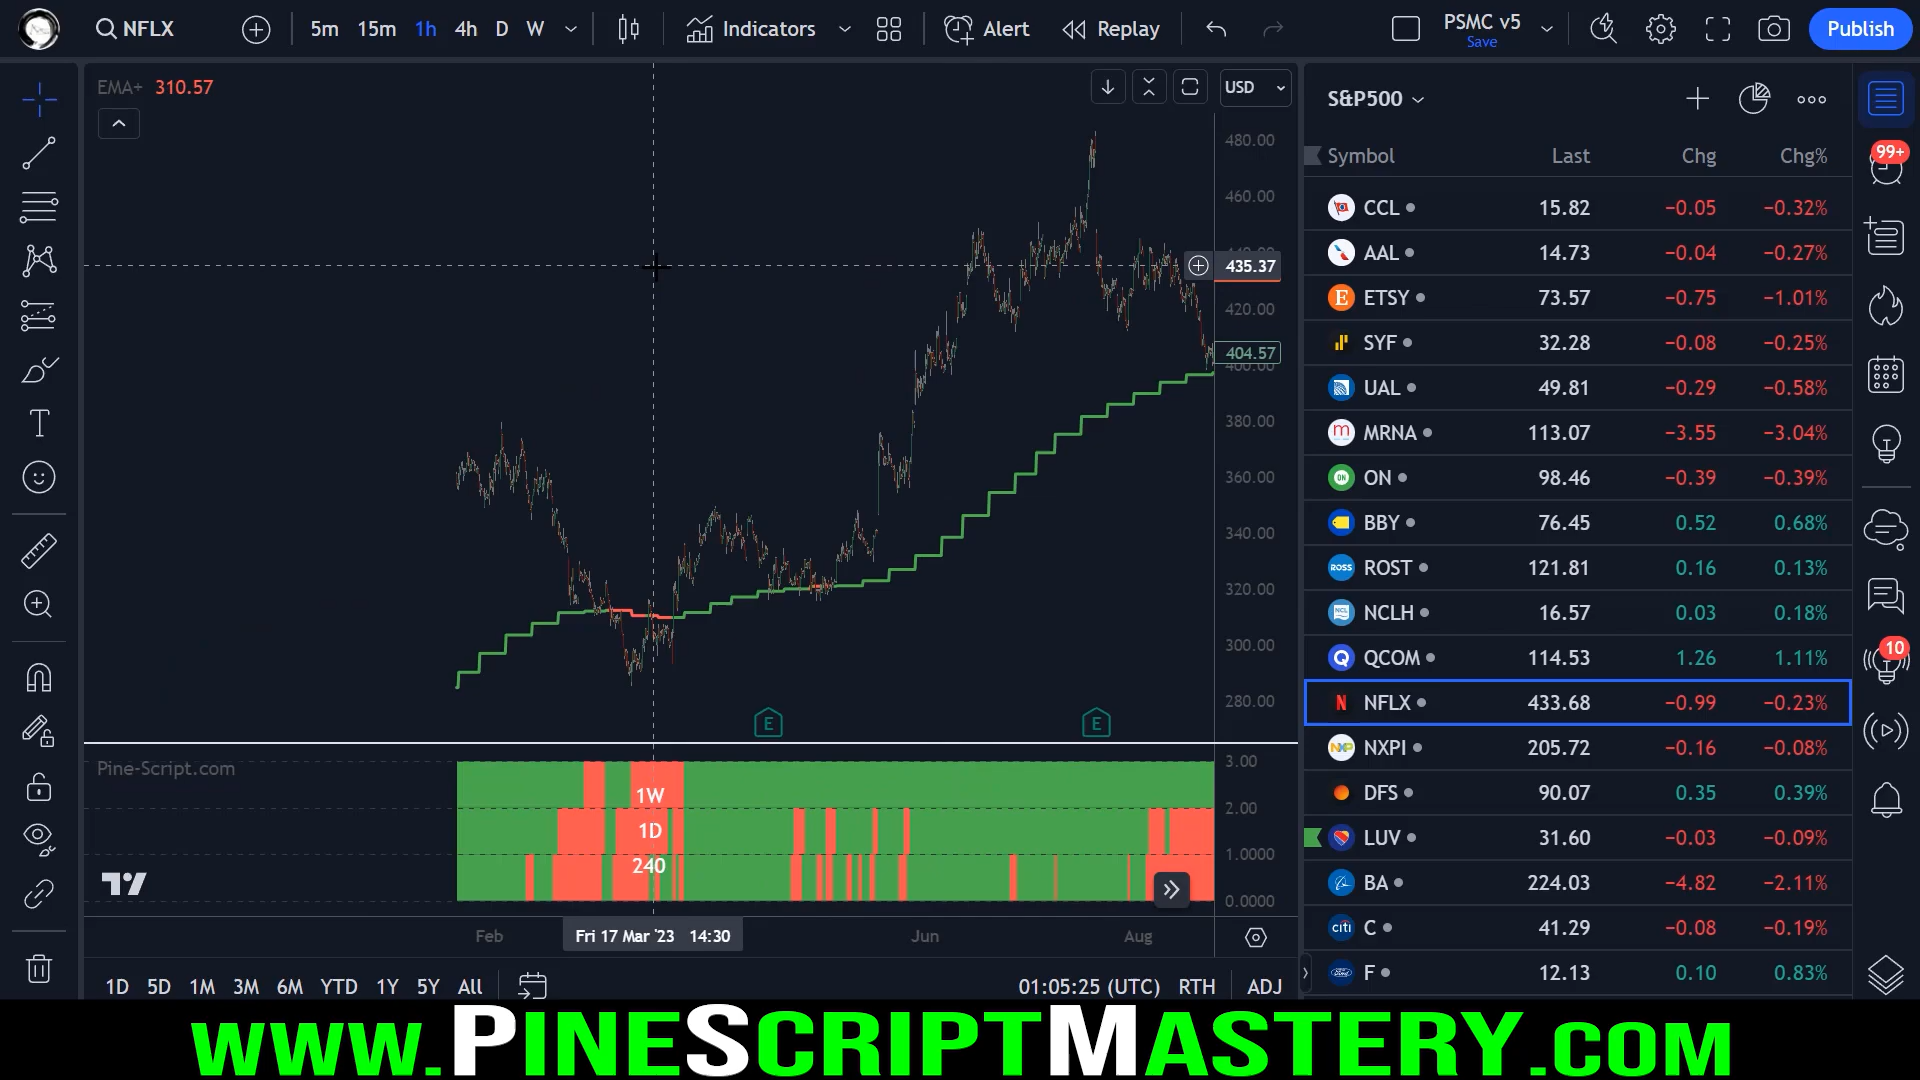 NFLX 5m 15m 1h 4h D W Indicators Alert Replay PSMC v5 Save Publish
EMA+ 310.57
USD
480.00
460.00
435.37
420.00
404.57
400.00
380.00
360.00
340.00
320.00
300.00
280.00
E E
Pine-Script.com
1W
1D
240
3.00
2.00
1.0000
0.0000
Feb Fri 17 Mar '23 14:30 Jun Aug
1D 5D 1M 3M 6M YTD 1Y 5Y All 01:05:25 (UTC) RTH ADJ
S&P500
Symbol Last Chg Chg%
CCL 15.82 −0.05 −0.32%
AAL 14.73 −0.04 −0.27%
E ETSY 73.57 −0.75 −1.01%
SYF 32.28 −0.08 −0.25%
UAL 49.81 −0.29 −0.58%
m MRNA 113.07 −3.55 −3.04%
ON ON 98.46 −0.39 −0.39%
BBY 76.45 0.52 0.68%
ROSS ROST 121.81 0.16 0.13%
NCL NCLH 16.57 0.03 0.18%
Q QCOM 114.53 1.26 1.11%
N NFLX 433.68 −0.99 −0.23%
NXP NXPI 205.72 −0.16 −0.08%
DFS 90.07 0.35 0.39%
LUV 31.60 −0.03 −0.09%
BA 224.03 −4.82 −2.11%
citi C 41.29 −0.08 −0.19%
Ford F 12.13 0.10 0.83%
99+
10
www.PineScriptMastery.com